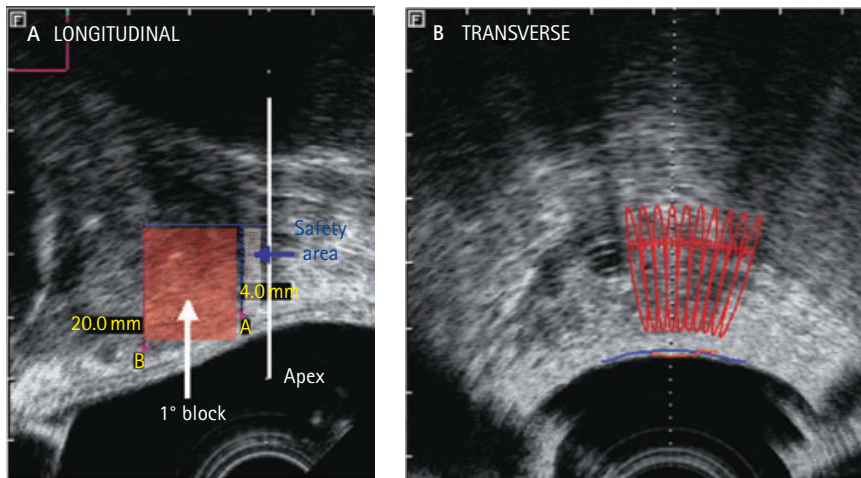 F
A LONGITUDINAL
Safety
area
4.0 mm
20.0 mm
A
B
Apex
1° block
F
B TRANSVERSE